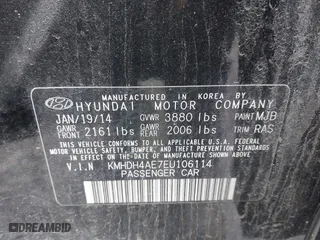 MANUFACTURED IN KOREA BY
HYUNDAI MOTOR COMPANY
JAN/19/14 GVWR 3880 lbs PAINT MJB
GAWR FRONT 2161 lbs GAWR REAR 2006 lbs TRIM RAS
THIS VEHICLE CONFORMS TO ALL APPLICABLE
FEDERAL MOTOR VEHICLE SAFETY,
BUMPER, AND THEFT PREVENTION
STANDARDS IN EFFECT ON THE DATE OF
MANUFACTURE SHOWN ABOVE.
V.I.N KMHDH4AE7EU106114
PASSENGER CAR